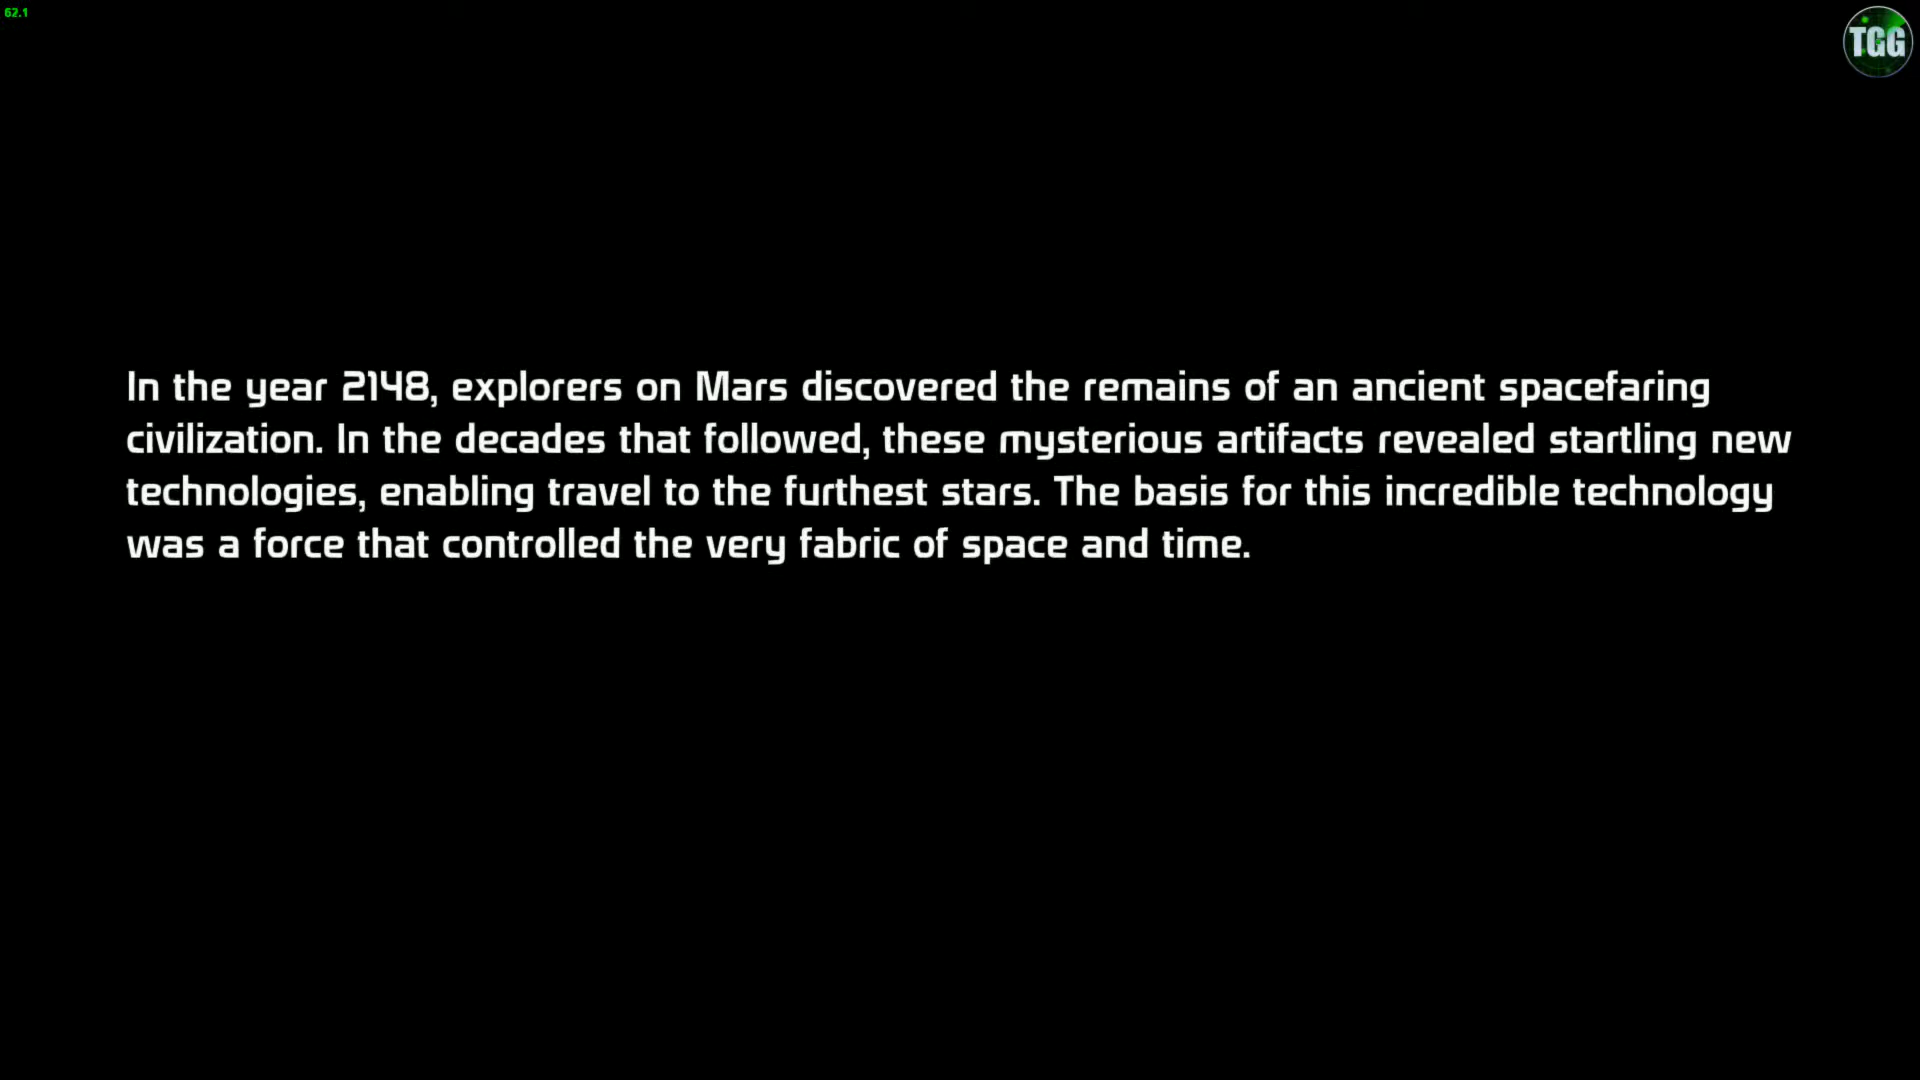 62.1
TGG
In the year 2148, explorers on Mars discovered the remains of an ancient spacefaring
civilization. In the decades that followed, these mysterious artifacts revealed startling new
technologies, enabling travel to the furthest stars. The basis for this incredible technology
was a force that controlled the very fabric of space and time.